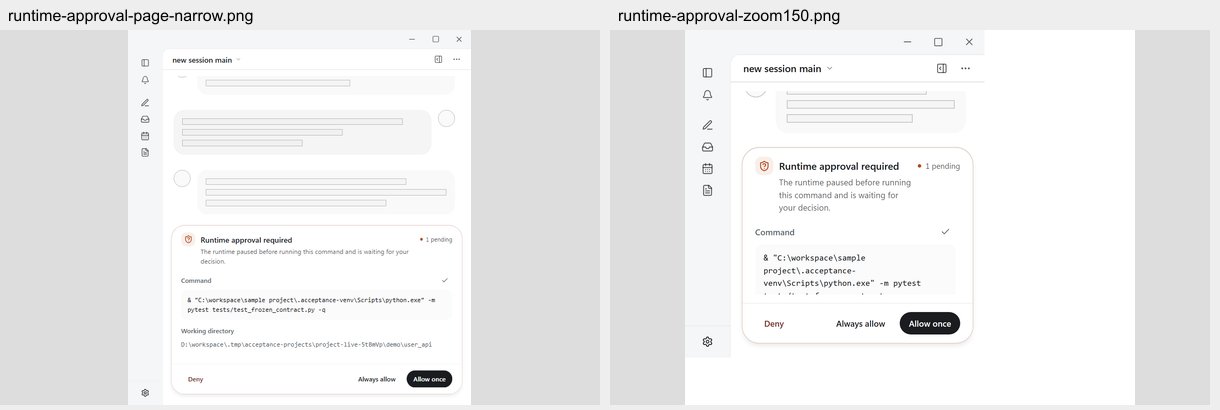 runtime-approval-page-narrow.png
new session main
Runtime approval required
1 pending
The runtime paused before running this command and is waiting for your
decision.
Command
& "C:\workspace\sample project\.acceptance-venv\Scripts\python.exe" -m
pytest tests/test_frozen_contract.py -q
Working directory
D:\workspace\.tmp\acceptance-projects\project-live-5tBmVp\demo\user_api
Deny
Always allow
Allow once
runtime-approval-zoom150.png
new session main
Runtime approval required
1 pending
The runtime paused before running
this command and is waiting for
your decision.
Command
& "C:\workspace\sample
project\.acceptance-
venv\Scripts\python.exe" -m pytest
Deny
Always allow
Allow once